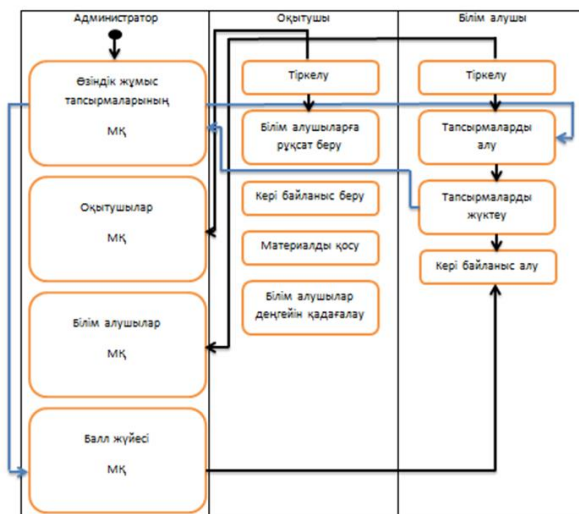 Администратор
Өзіндік жұмыс
тапсырмаларының
МҚ
Оқытушылар
МҚ
Білім алушылар
МҚ
Балл жүйесі
МҚ
Оқытушы
Тіркелу
Білім алушыларға
рұқсат беру
Кері байланыс беру
Материалды қосу
Білім алушылар
деңгейін қадағалау
Білім алушы
Тіркелу
Тапсырмаларды
алу
Тапсырмаларды
жүктеу
Кері байланыс алу